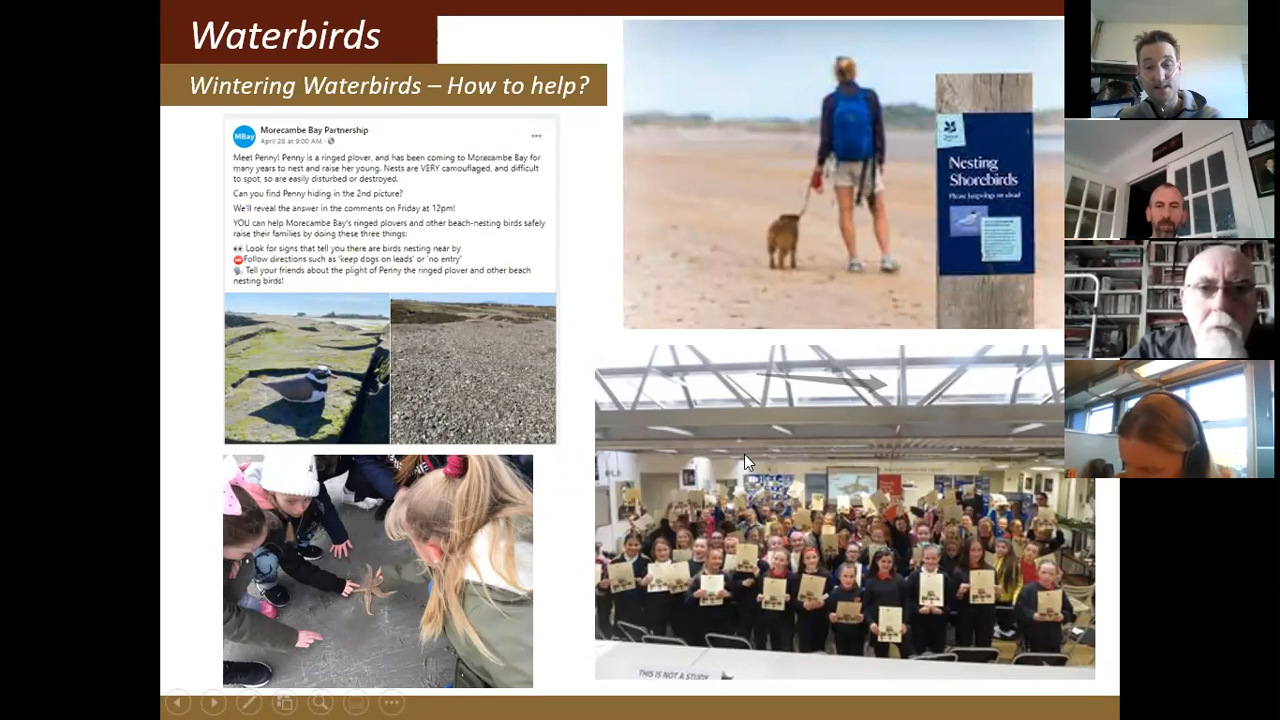 Waterbirds
Wintering Waterbirds – How to help?
MBay
Morecambe Bay Partnership
April 28 at 9:00 AM
Meet Penny! Penny is a ringed plover, and has been coming to Morecambe Bay for
many years to nest and raise her young. Nests are VERY camouflaged, and difficult
to spot, so are easily disturbed or destroyed.
Can you find Penny hiding in the 2nd picture?
We'll reveal the answer in the comments on Friday at 12pm!
YOU can help Morecambe Bay's ringed plovers and other beach-nesting birds safely
raise their families by doing these three things:
Look for signs that tell you there are birds nesting near by
Follow directions such as 'keep dogs on leads' or 'no entry'
Tell your friends about the plight of Penny the ringed plover and other beach
nesting birds!
Nesting
Shorebirds
Please keep dogs on a lead
THIS IS NOT A STUDY